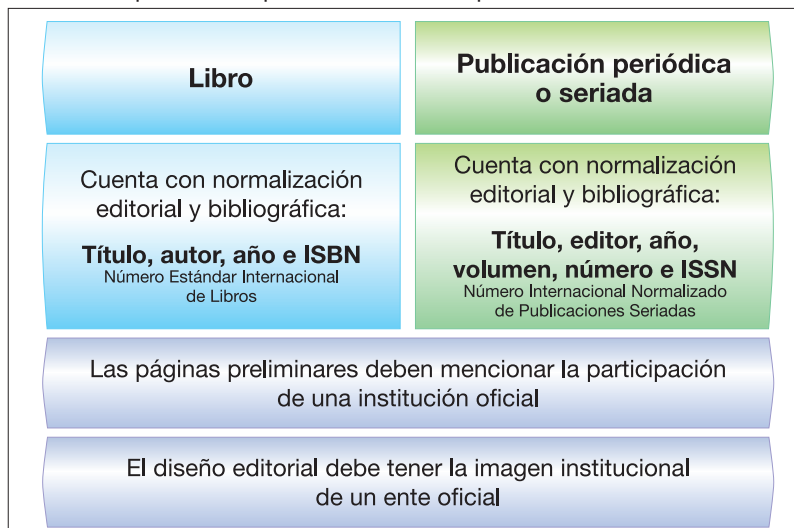 Libro
Publicación periódica
o seriada
Cuenta con normalización
editorial y bibliográfica:
Título, autor, año e ISBN
Número Estándar Internacional
de Libros
Cuenta con normalización
editorial y bibliográfica:
Título, editor, año,
volumen, número e ISSN
Número Internacional Normalizado
de Publicaciones Seriadas
Las páginas preliminares deben mencionar la participación
de una institución oficial
El diseño editorial debe tener la imagen institucional
de un ente oficial